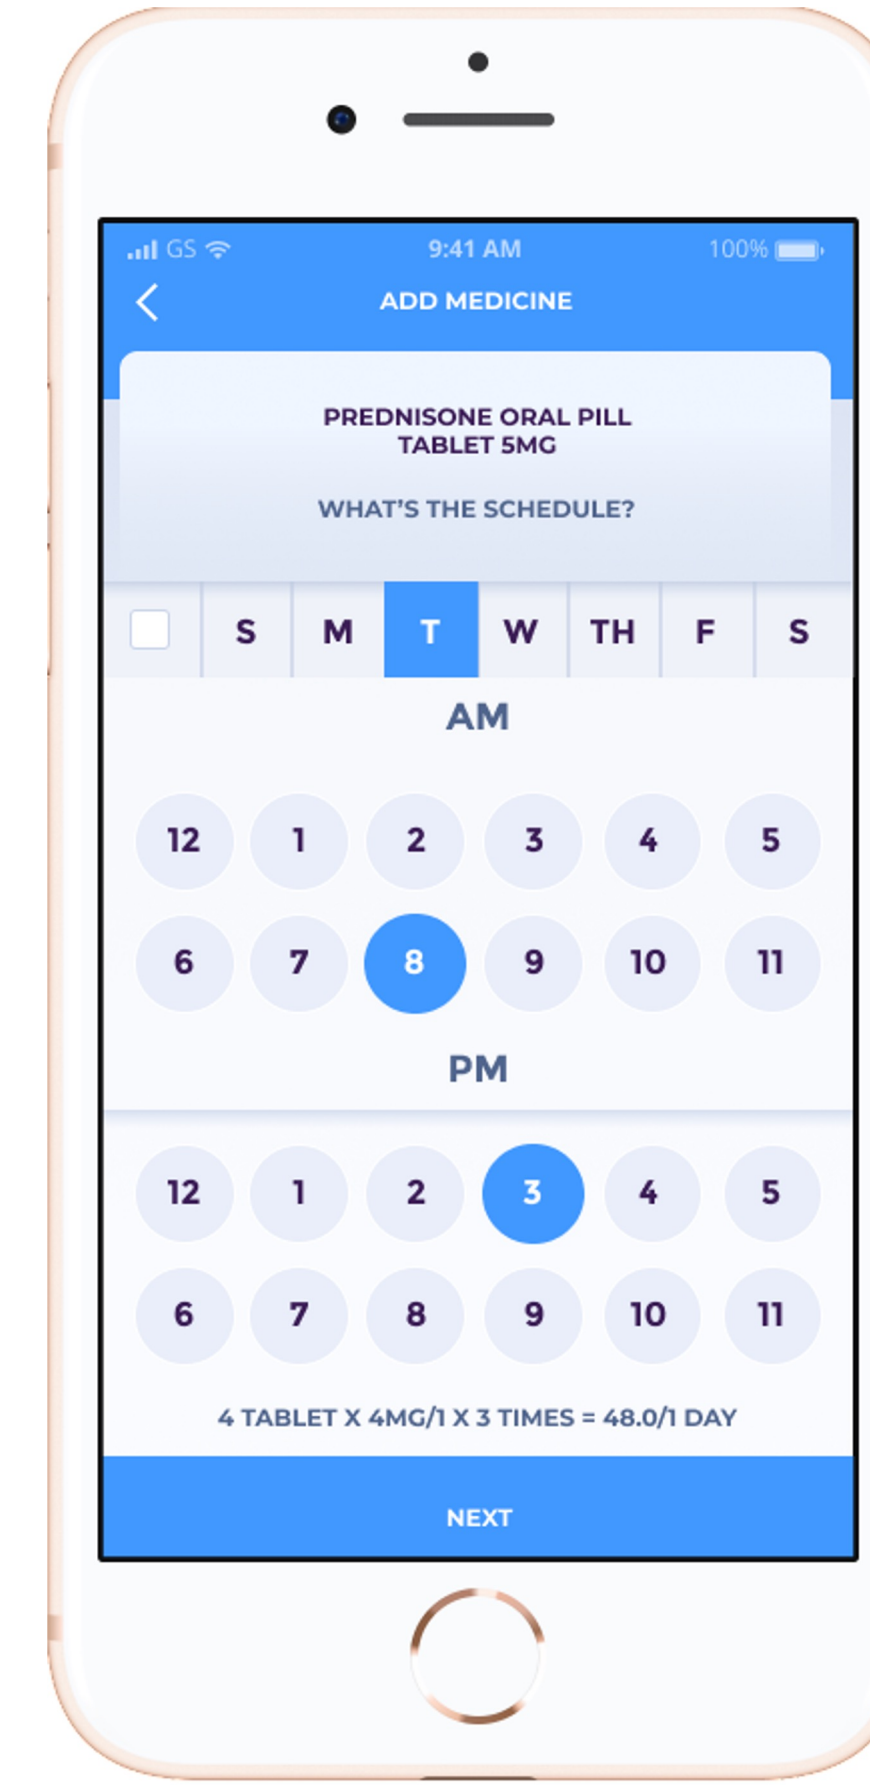 GS 9:41 AM 100%
ADD MEDICINE
PREDNISONE ORAL PILL
TABLET 5MG
WHAT'S THE SCHEDULE?
S M T W TH F S
AM
12 1 2 3 4 5
6 7 8 9 10 11
PM
12 1 2 3 4 5
6 7 8 9 10 11
4 TABLET X 4MG/1 X 3 TIMES = 48.0/1 DAY
NEXT